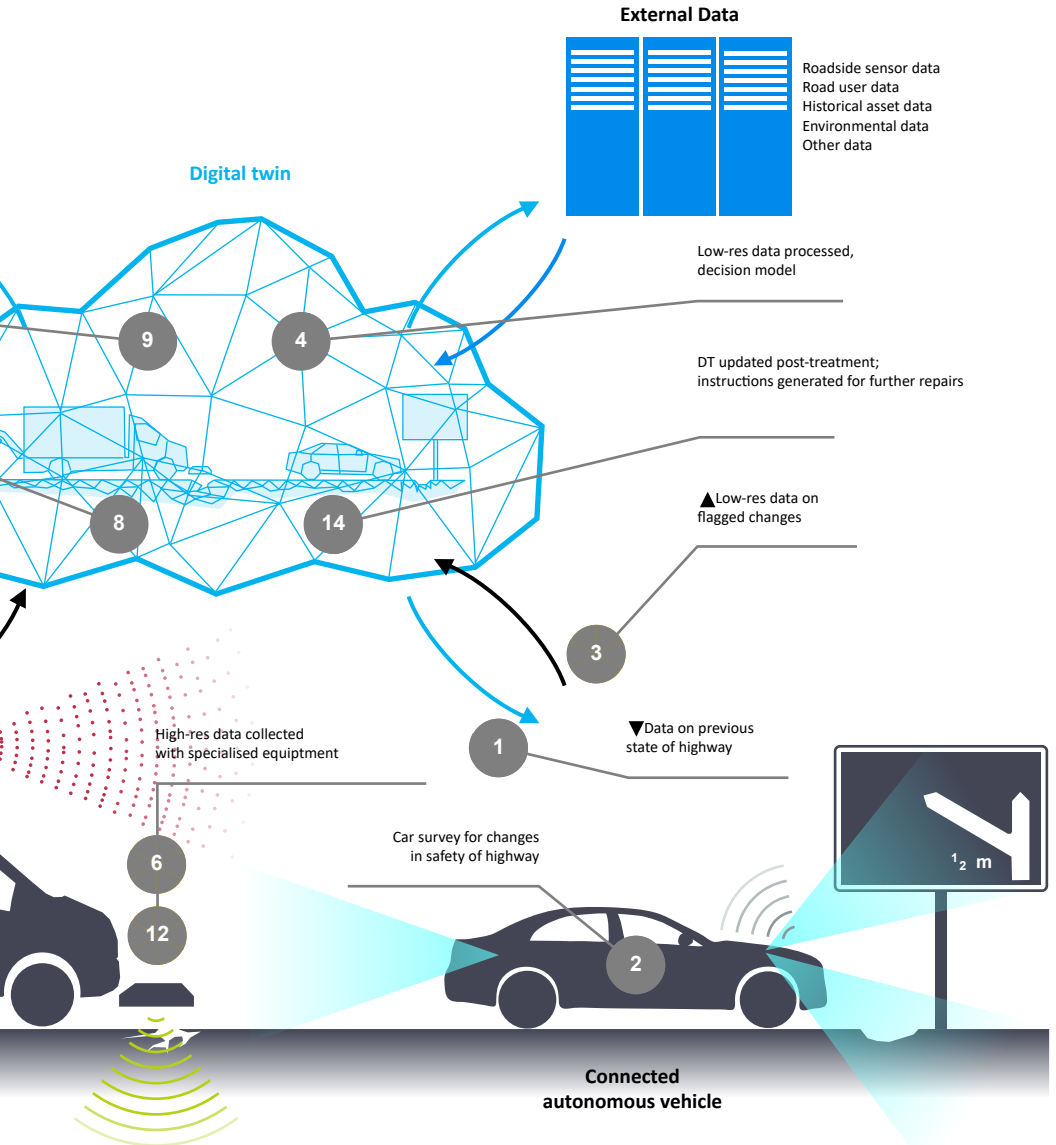 External Data
Roadside sensor data
Road user data
Historical asset data
Environmental data
Other data
Digital twin
Low-res data processed,
decision model
9
4
DT updated post-treatment;
instructions generated for further repairs
8
14
▲Low-res data on
flagged changes
3
1
▼Data on previous
state of highway
High-res data collected
with specialised equiptment
6
12
Car survey for changes
in safety of highway
2
1 2 m
Connected
autonomous vehicle